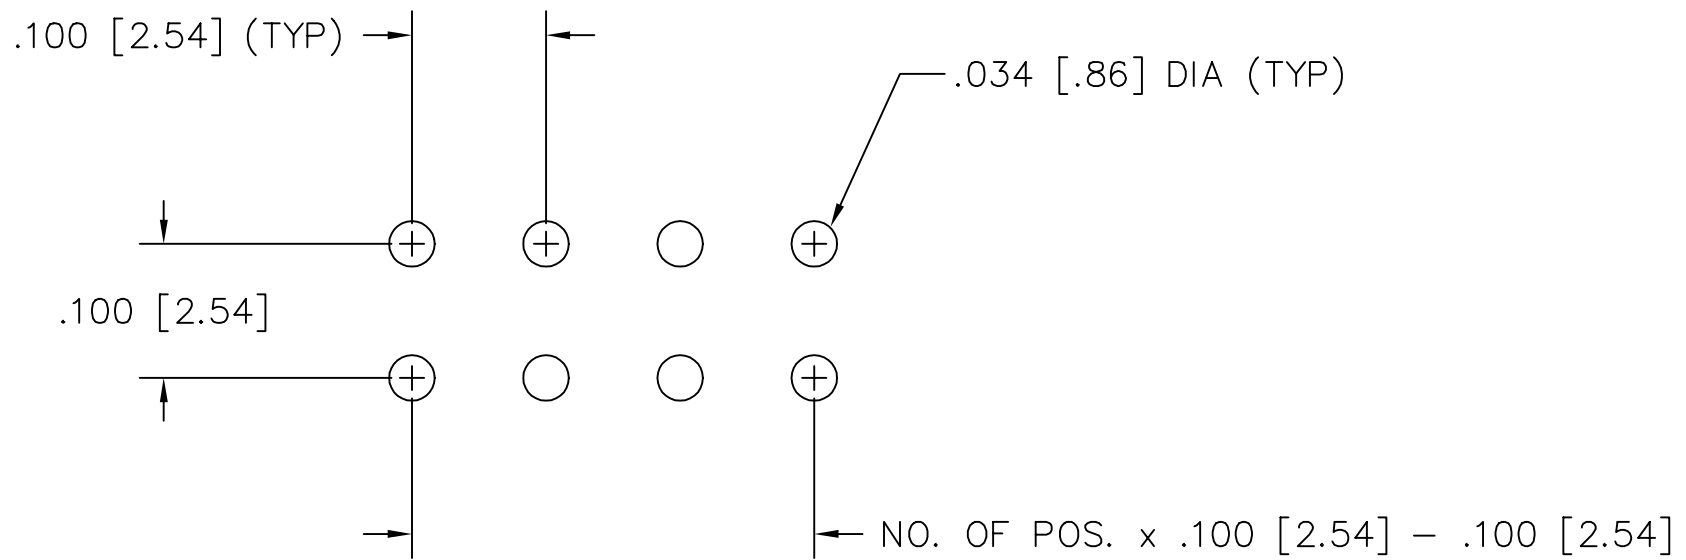 .100 [2.54] (TYP)
.034 [.86] DIA (TYP)
.100 [2.54]
NO. OF POS. x .100 [2.54] – .100 [2.54]